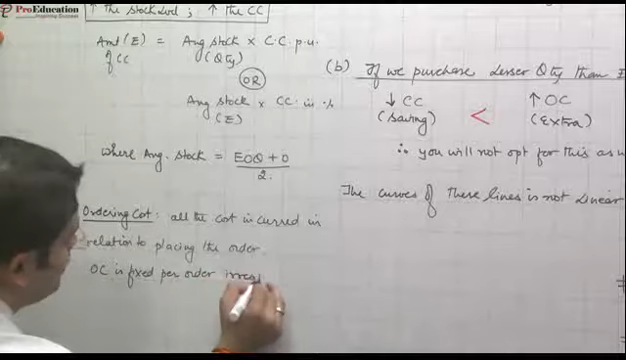 ProEducation
Inspiring Success
↑ the stock level ; ↑ the CC
Amt (£) = Avg stock × C.C. p.u.
of CC (Qty)
OR
Avg stock × CC in %
(£)
where Avg. Stock = EOQ + 0
2
Ordering Cost: all the cost incurred in
relation to placing the order.
OC is fixed per order irreg
(b) If we purchase Lesser Qty than E
↓ CC < ↑ OC
(Saving) (Extra)
∴ you will not opt for this as
The curves of these lines is not linear